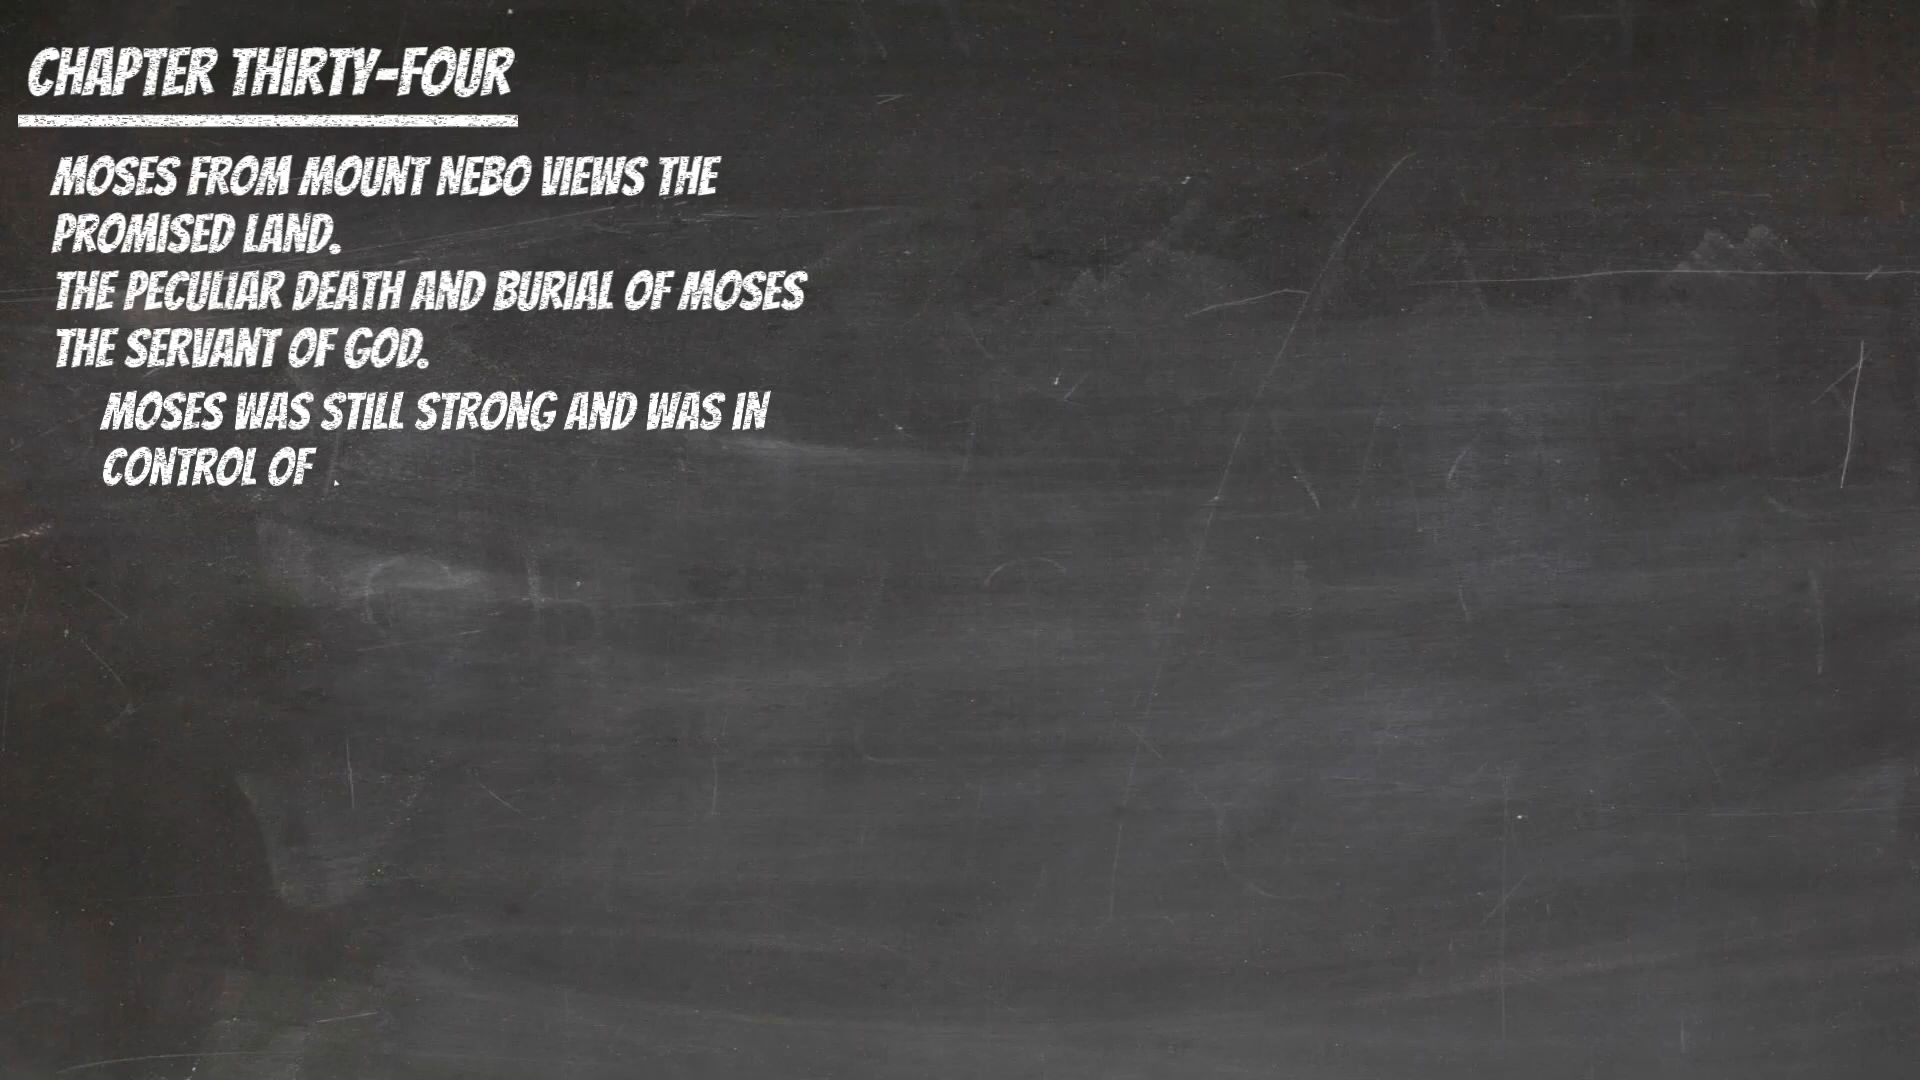 CHAPTER THIRTY-FOUR
MOSES FROM MOUNT NEBO VIEWS THE
PROMISED LAND.
THE PECULIAR DEATH AND BURIAL OF MOSES
THE SERVANT OF GOD.
MOSES WAS STILL STRONG AND WAS IN
CONTROL OF